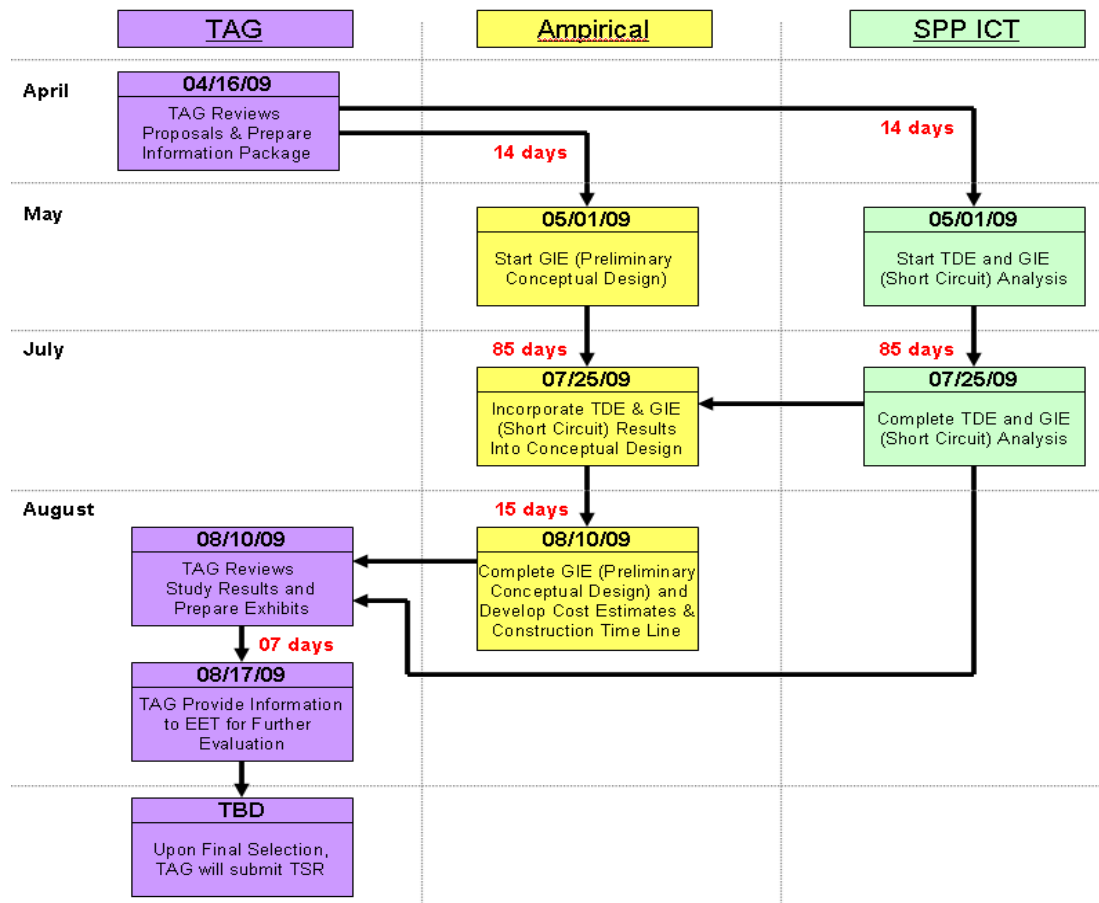 TAG
Ampirical
SPP ICT
April
04/16/09
TAG Reviews
Proposals & Prepare
Information Package
14 days
14 days
May
05/01/09
Start GIE (Preliminary
Conceptual Design)
05/01/09
Start TDE and GIE
(Short Circuit) Analysis
July
85 days
85 days
07/25/09
Incorporate TDE & GIE
(Short Circuit) Results
Into Conceptual Design
07/25/09
Complete TDE and GIE
(Short Circuit) Analysis
August
15 days
08/10/09
TAG Reviews
Study Results and
Prepare Exhibits
08/10/09
Complete GIE (Preliminary
Conceptual Design) and
Develop Cost Estimates &
Construction Time Line
07 days
08/17/09
TAG Provide Information
to EET for Further
Evaluation
TBD
Upon Final Selection,
TAG will submit TSR